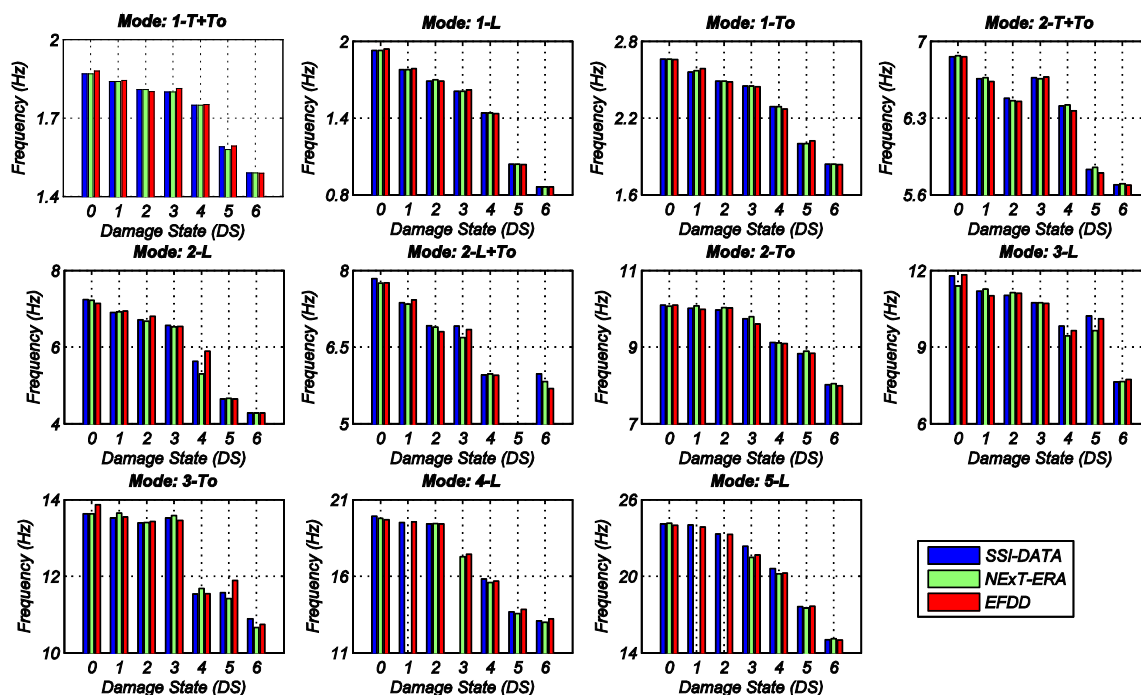 Mode: 1-T+To
Frequency (Hz)
2
1.7
1.4
0 1 2 3 4 5 6
Damage State (DS)
Mode: 1-L
Frequency (Hz)
2
1.4
0.8
0 1 2 3 4 5 6
Damage State (DS)
Mode: 1-To
Frequency (Hz)
2.8
2.2
1.6
0 1 2 3 4 5 6
Damage State (DS)
Mode: 2-T+To
Frequency (Hz)
7
6.3
5.6
0 1 2 3 4 5 6
Damage State (DS)
Mode: 2-L
Frequency (Hz)
8
6
4
0 1 2 3 4 5 6
Damage State (DS)
Mode: 2-L+To
Frequency (Hz)
8
6.5
5
0 1 2 3 4 5 6
Damage State (DS)
Mode: 2-To
Frequency (Hz)
11
9
7
0 1 2 3 4 5 6
Damage State (DS)
Mode: 3-L
Frequency (Hz)
12
9
6
0 1 2 3 4 5 6
Damage State (DS)
Mode: 3-To
Frequency (Hz)
14
12
10
0 1 2 3 4 5 6
Damage State (DS)
Mode: 4-L
Frequency (Hz)
21
16
11
0 1 2 3 4 5 6
Damage State (DS)
Mode: 5-L
Frequency (Hz)
26
20
14
0 1 2 3 4 5 6
Damage State (DS)
SSI-DATA
NExT-ERA
EFDD